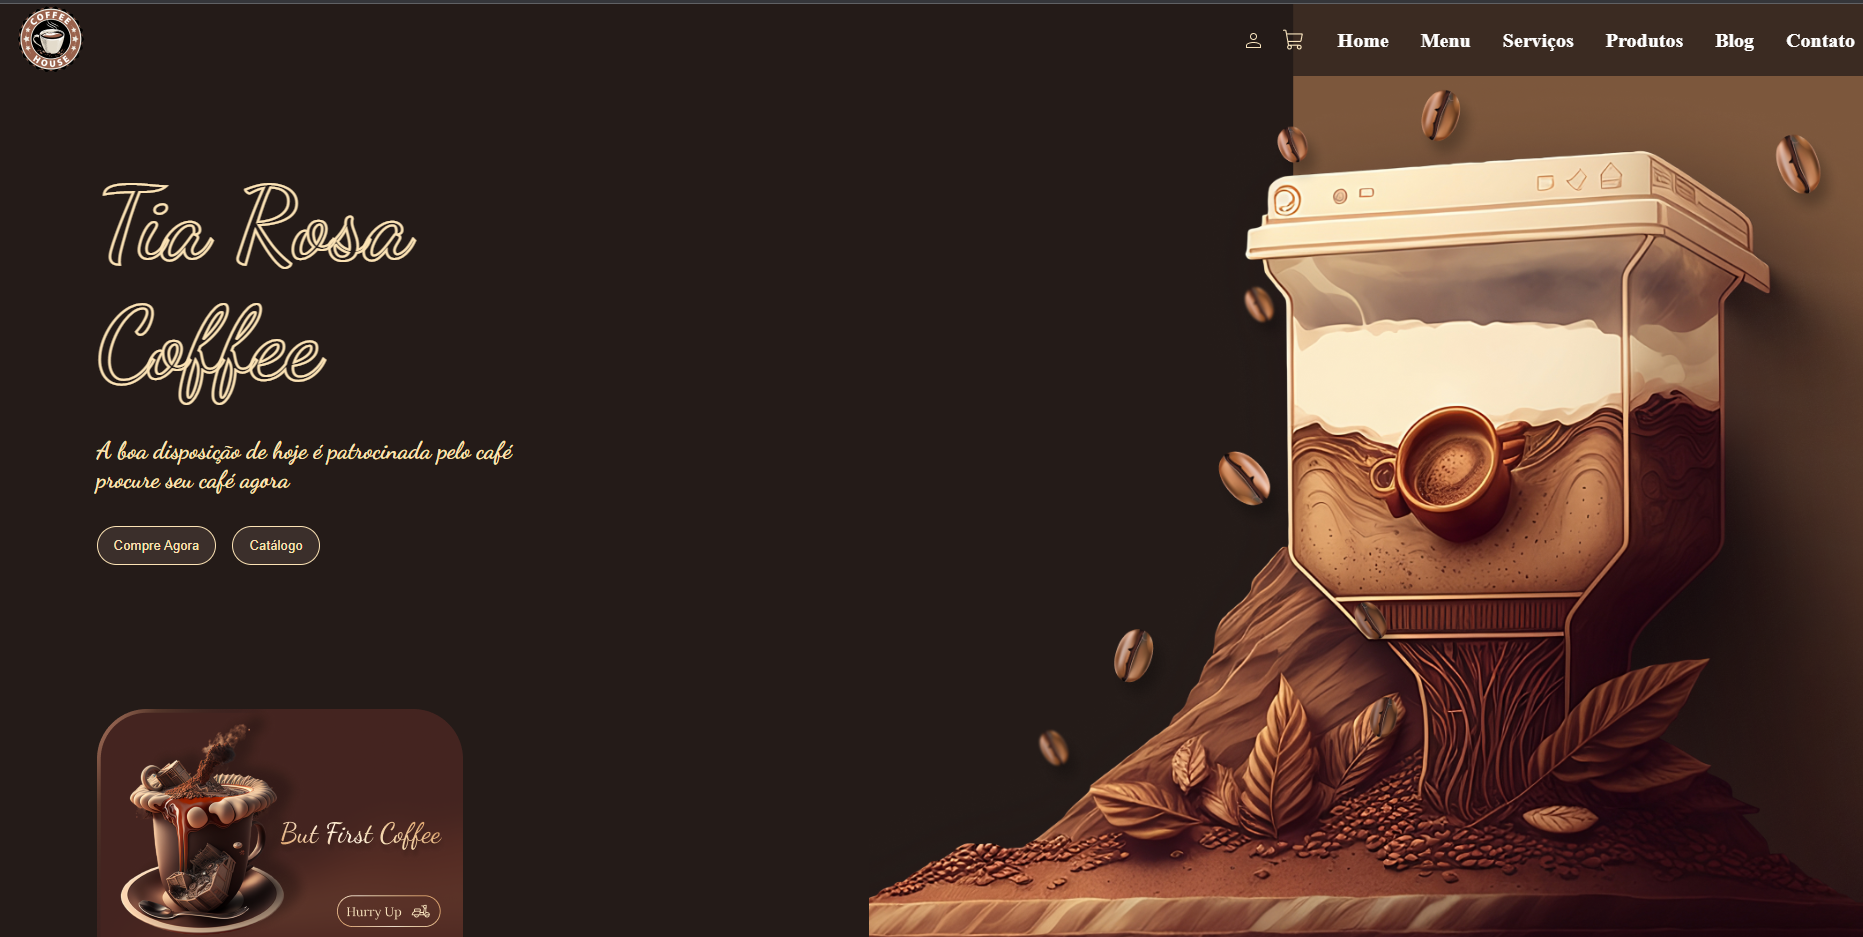 COFFEE
HOUSE
Home Menu Serviços Produtos Blog Contato
Tia Rosa
Coffee
A boa disposição de hoje é patrocinada pelo café
procure seu café agora
Compre Agora Catálogo
But First Coffee
Hurry Up